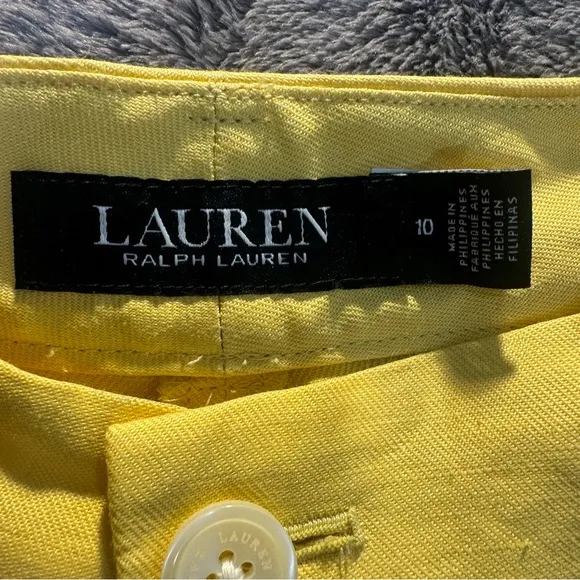 LAUREN
RALPH LAUREN
10
MADE IN
PHILIPPINES
FABRIQUÉ AUX
PHILIPPINES
HECHO EN
FILIPINAS
LAUREN